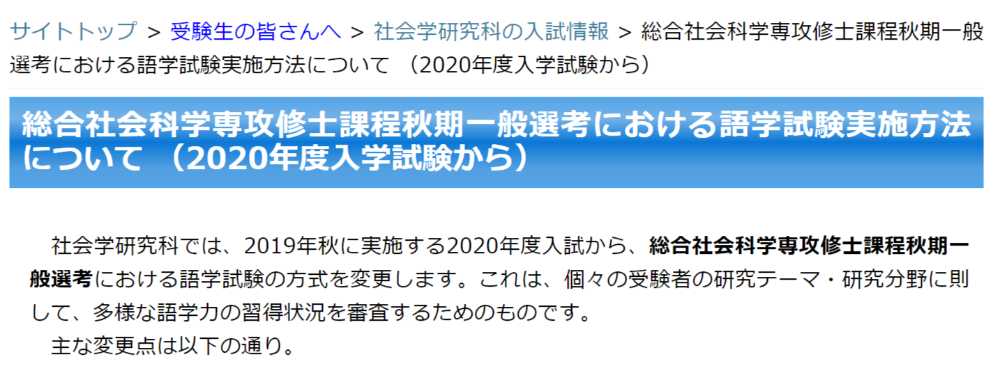 サイトトップ > 受験生の皆さんへ > 社会学研究科の入試情報 > 総合社会科学専攻修士課程秋期一般
選考における語学試験実施方法について （2020年度入学試験から）
総合社会科学専攻修士課程秋期一般選考における語学試験実施方法
について （2020年度入学試験から）
社会学研究科では、2019年秋に実施する2020年度入試から、総合社会科学専攻修士課程秋期一
般選考における語学試験の方式を変更します。これは、個々の受験者の研究テーマ・研究分野に則
して、多様な語学力の習得状況を審査するためのものです。
主な変更点は以下の通り。